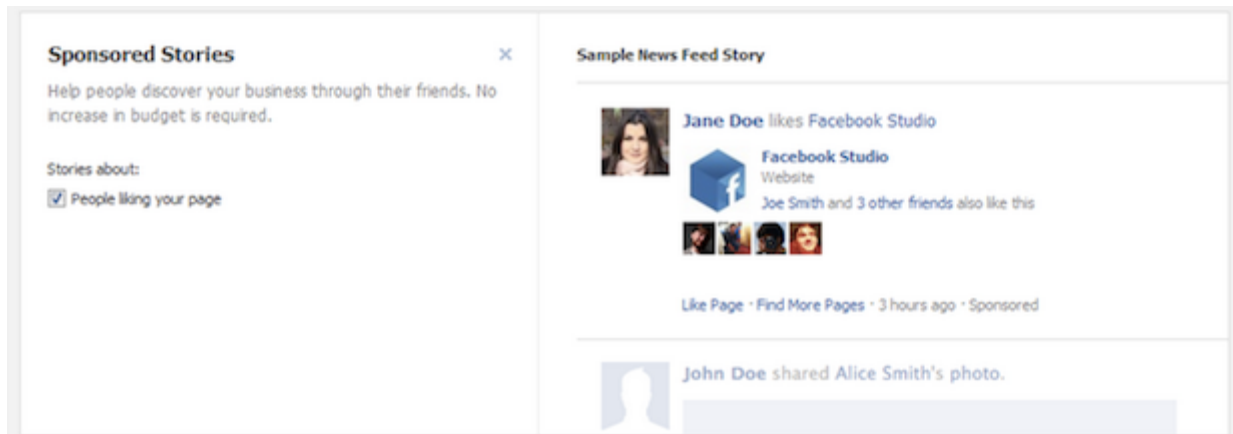 Sponsored Stories
Help people discover your business through their friends. No
increase in budget is required.
Stories about:
People liking your page
Sample News Feed Story
Jane Doe likes Facebook Studio
Facebook Studio
Website
Joe Smith and 3 other friends also like this
Like Page · Find More Pages · 3 hours ago · Sponsored
John Doe shared Alice Smith's photo.